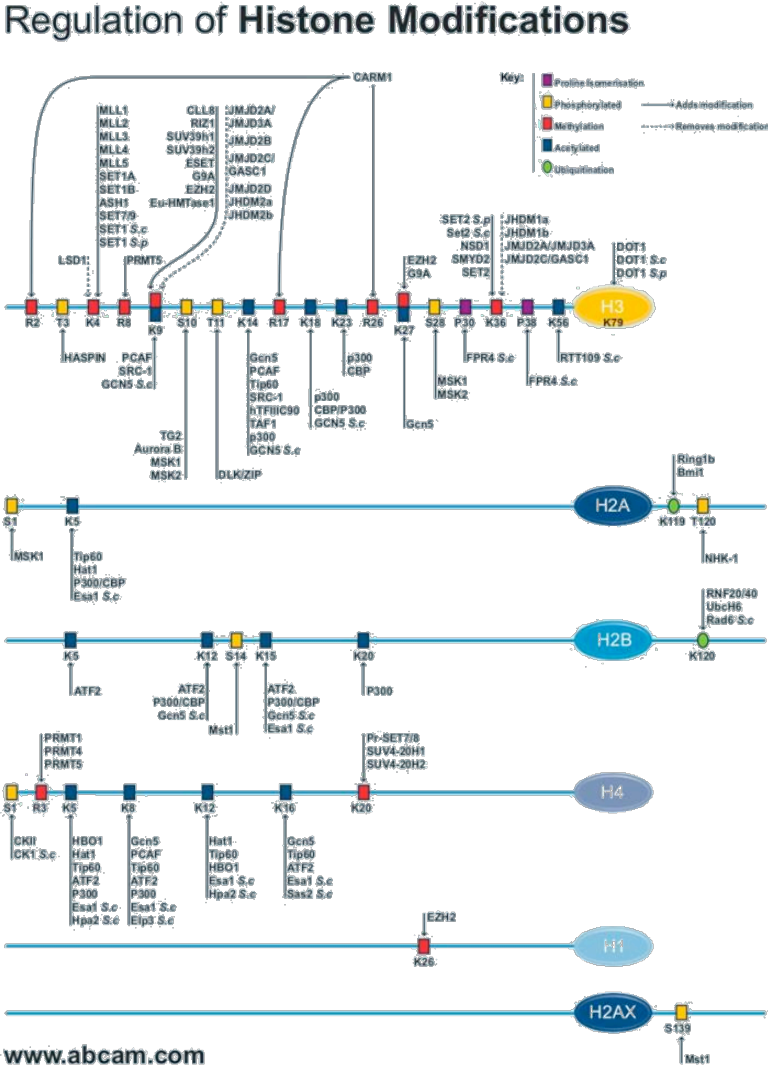 Regulation of Histone Modifications
CARM1
Key:
Proline Isomerisation
Phosphorylated
Methylation
Acetylated
Ubiquitination
Adds modification
Removes modification
MLL1
MLL2
MLL3
MLL4
MLL5
SET1A
SET1B
ASH1
SET7/9
SET1 S.c
SET1 S.p
LSD1
PRMT5
CLL8
RIZ1
SUV39h1
SUV39h2
ESET
G9A
EZH2
Eu-HMTase1
JMJD2A/
JMJD3A
JMJD2B
JMJD2C/
GASC1
JMJD2D
JHDM2a
JHDM2b
EZH2
G9A
SET2 S.p
Set2 S.c
NSD1
SMYD2
SET2
JHDM1a
JHDM1b
JMJD2A/JMJD3A
JMJD2C/GASC1
DOT1
DOT1 S.c
DOT1 S.p
H3
R2 T3 K4 R8 K9 S10 T11 K14 R17 K18 K23 R26 K27 S28 P30 K36 P38 K56 K79
HASPIN
PCAF
SRC-1
GCN5 S.c
TG2
Aurora B
MSK1
MSK2
DLK/ZIP
Gcn5
PCAF
Tip60
SRC-1
hTFIIIC90
TAF1
p300
GCN5 S.c
p300
CBP/P300
GCN5 S.c
p300
CBP
Gcn5
MSK1
MSK2
FPR4 S.c
FPR4 S.c
RTT109 S.c
Ring1b
Bmi1
H2A
S1 K5 K119 T120
MSK1
Tip60
Hat1
P300/CBP
Esa1 S.c
NHK-1
RNF20/40
UbcH6
Rad6 S.c
H2B
K5 K12 S14 K15 K20 K120
ATF2
ATF2
P300/CBP
Gcn5 S.c
Mst1
ATF2
P300/CBP
Gcn5 S.c
Esa1 S.c
P300
PRMT1
PRMT4
PRMT5
Pr-SET7/8
SUV4-20H1
SUV4-20H2
H4
S1 R3 K5 K8 K12 K16 K20
CKII
CK1 S.c
HBO1
Hat1
Tip60
ATF2
P300
Esa1 S.c
Hpa2 S.c
Gcn5
PCAF
Tip60
ATF2
P300
Esa1 S.c
Elp3 S.c
Hat1
Tip60
HBO1
Esa1 S.c
Hpa2 S.c
Gcn5
Tip60
ATF2
Esa1 S.c
Sas2 S.c
EZH2
H1
K26
H2AX
S139
Mst1
www.abcam.com